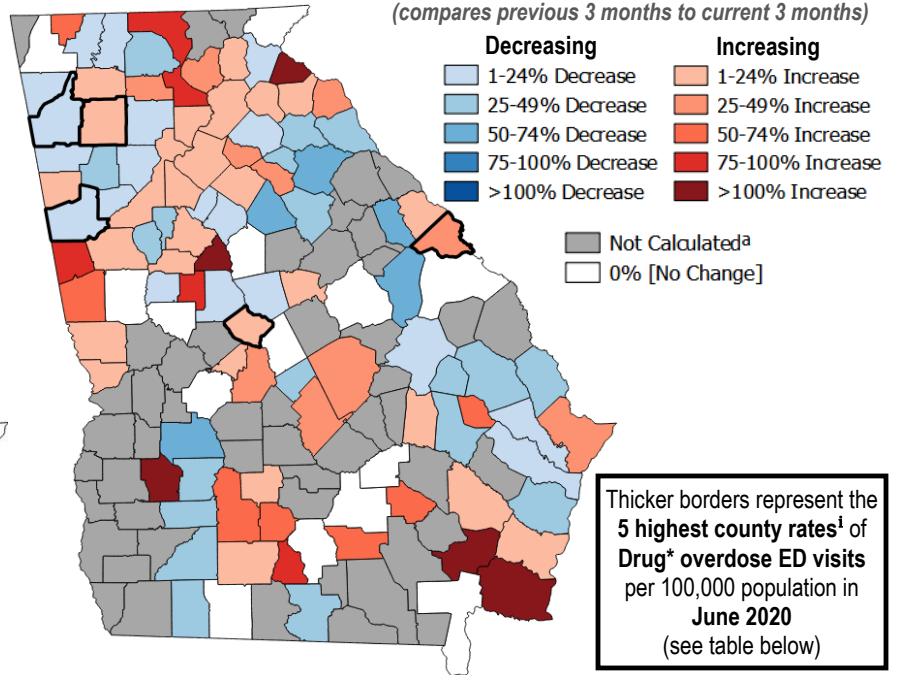 (compares previous 3 months to current 3 months)
Decreasing
1-24% Decrease
25-49% Decrease
50-74% Decrease
75-100% Decrease
>100% Decrease
Increasing
1-24% Increase
25-49% Increase
50-74% Increase
75-100% Increase
>100% Increase
Not Calculatedª
0% [No Change]
Thicker borders represent the
5 highest county ratesⁱ of
Drug* overdose ED visits
per 100,000 population in
June 2020
(see table below)